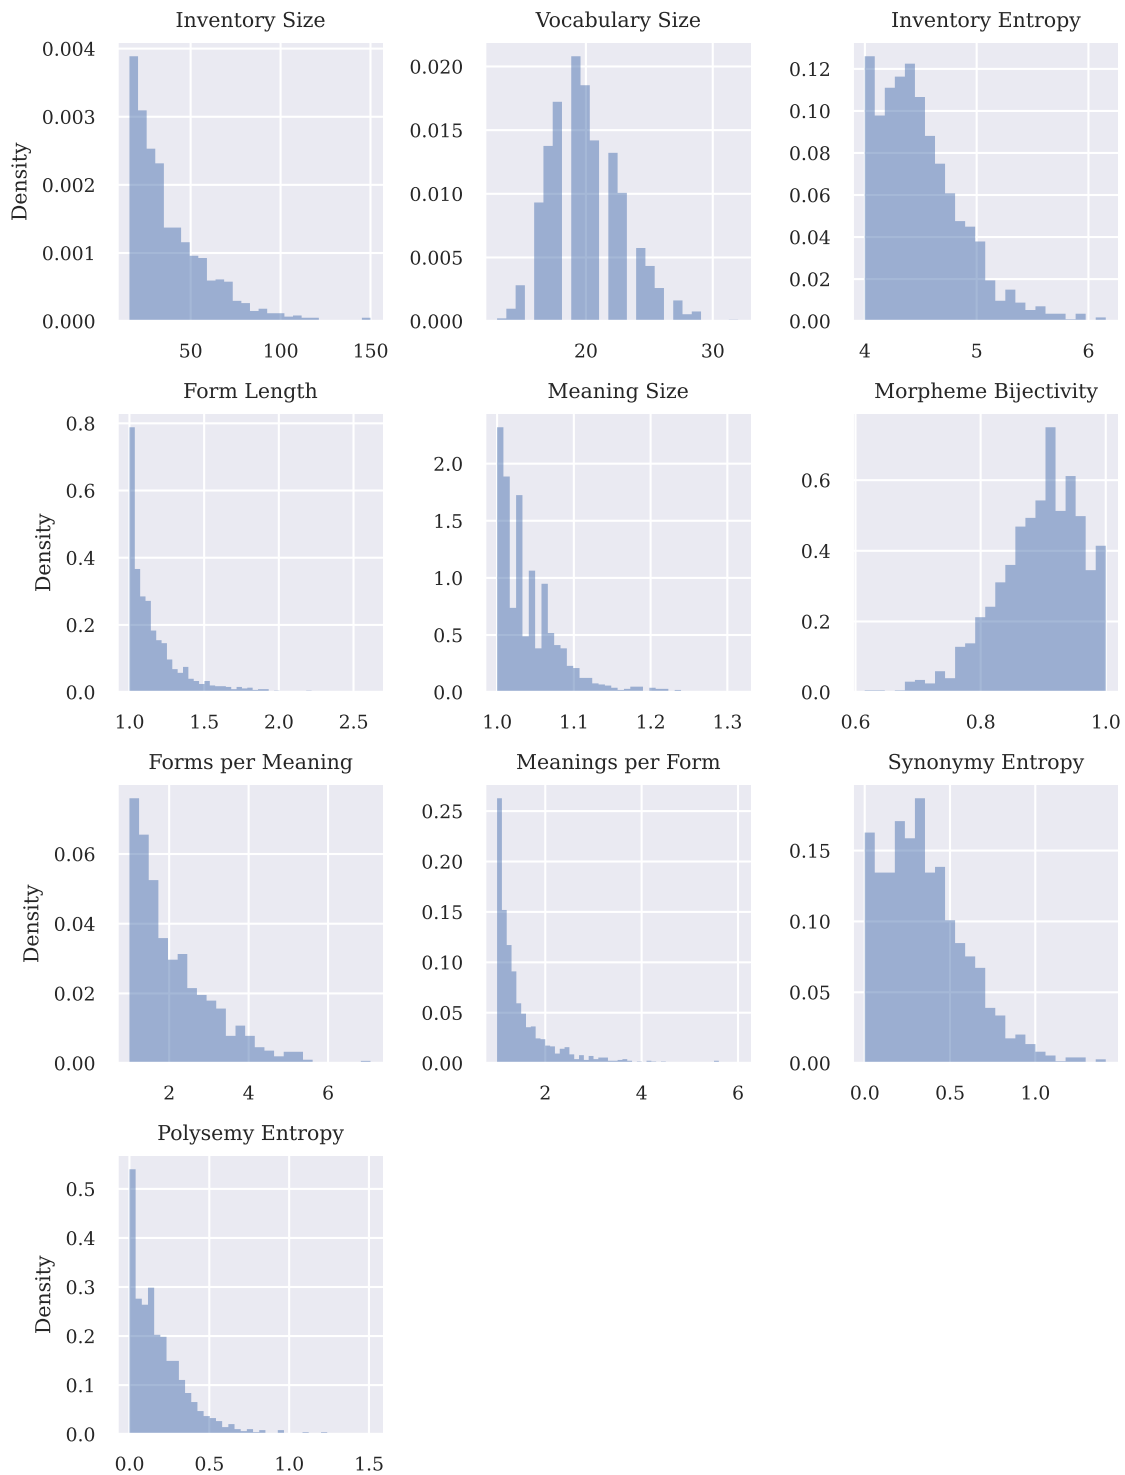 Inventory Size
Vocabulary Size
Inventory Entropy
Density
0.004
0.003
0.002
0.001
0.000
50 100 150
0.020
0.015
0.010
0.005
0.000
20 30
0.12
0.10
0.08
0.06
0.04
0.02
0.00
4 5 6
Form Length
Meaning Size
Morpheme Bijectivity
Density
0.8
0.6
0.4
0.2
0.0
1.0 1.5 2.0 2.5
2.0
1.5
1.0
0.5
0.0
1.0 1.1 1.2 1.3
0.6
0.4
0.2
0.0
0.6 0.8 1.0
Forms per Meaning
Meanings per Form
Synonymy Entropy
Density
0.06
0.04
0.02
0.00
2 4 6
0.25
0.20
0.15
0.10
0.05
0.00
2 4 6
0.15
0.10
0.05
0.00
0.0 0.5 1.0
Polysemy Entropy
Density
0.5
0.4
0.3
0.2
0.1
0.0
0.0 0.5 1.0 1.5